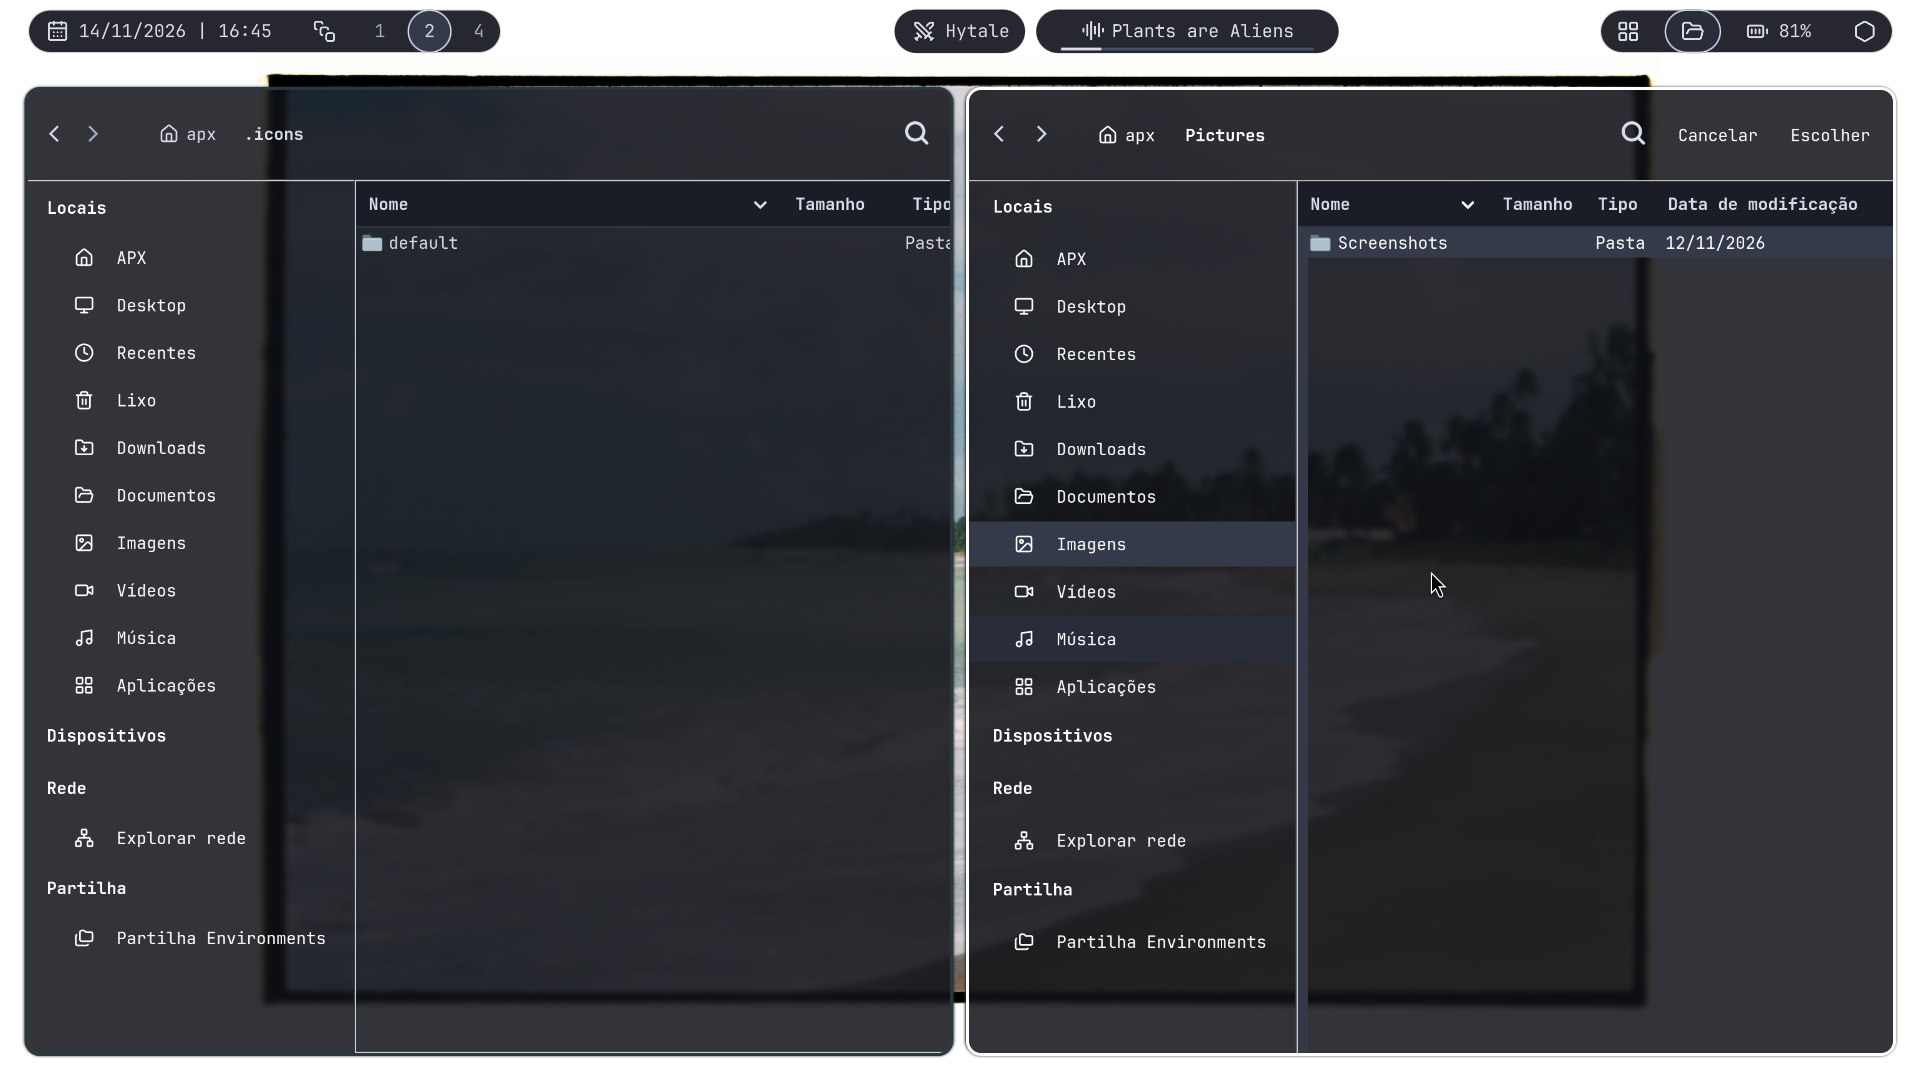 14/11/2026 | 16:45
1 2 4
Hytale
Plants are Aliens
81%
apx .icons
Locais
APX
Desktop
Recentes
Lixo
Downloads
Documentos
Imagens
Vídeos
Música
Aplicações
Dispositivos
Rede
Explorar rede
Partilha
Partilha Environments
Nome Tamanho Tipo
default Pasta
apx Pictures Cancelar Escolher
Locais
APX
Desktop
Recentes
Lixo
Downloads
Documentos
Imagens
Vídeos
Música
Aplicações
Dispositivos
Rede
Explorar rede
Partilha
Partilha Environments
Nome Tamanho Tipo Data de modificação
Screenshots Pasta 12/11/2026